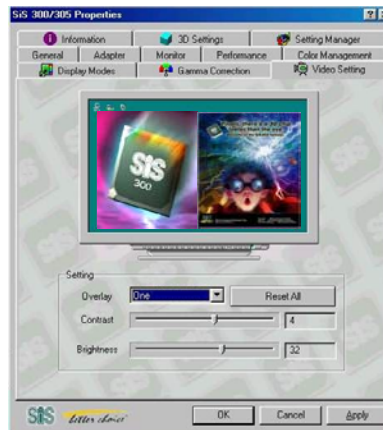 SiS 300/305 Properties
Information
3D Settings
Setting Manager
General
Adapter
Monitor
Performance
Color Management
Display Modes
Gamma Correction
Video Setting
SiS
300
Setting
Overlay
One
Reset All
Contrast
4
Brightness
32
SiS
OK
Cancel
Apply